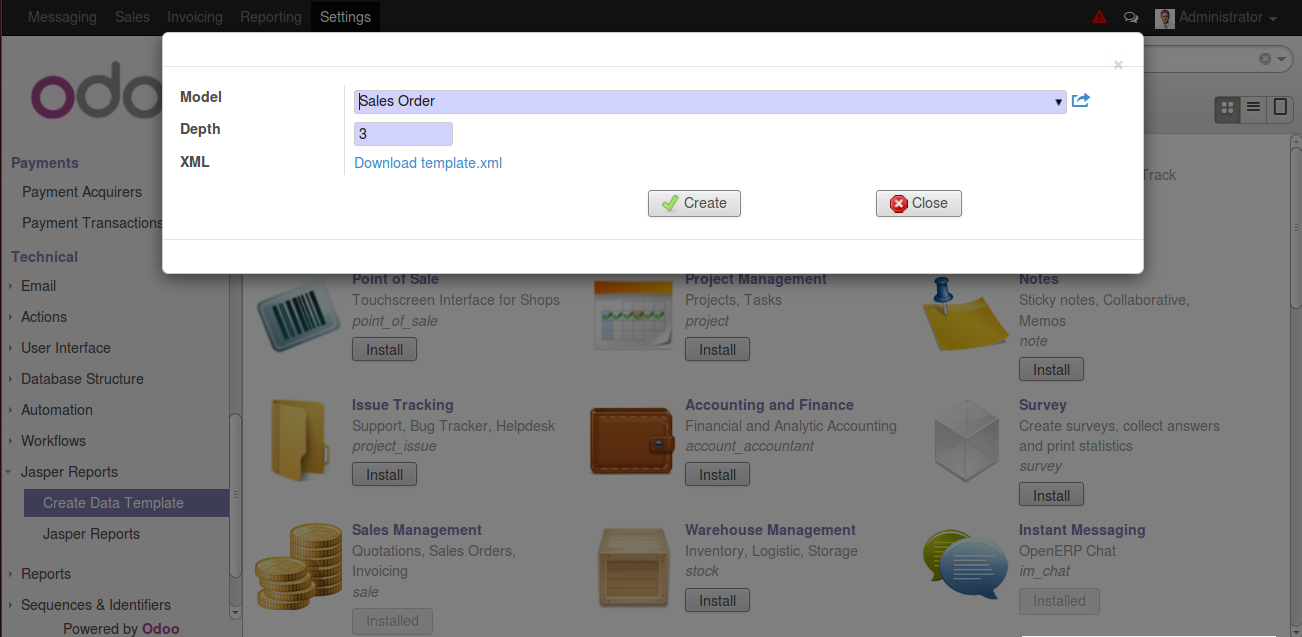 Messaging Sales Invoicing Reporting Settings Administrator
odoo
Model Sales Order
Depth 3
XML Download template.xml
Create Close
Payments
Payment Acquirers
Payment Transactions
Technical
Email
Actions
User Interface
Database Structure
Automation
Workflows
Jasper Reports
Create Data Template
Jasper Reports
Reports
Sequences & Identifiers
Powered by Odoo
Track
Point of Sale
Touchscreen Interface for Shops
point_of_sale
Install
Project Management
Projects, Tasks
project
Install
Notes
Sticky notes, Collaborative,
Memos
note
Install
Issue Tracking
Support, Bug Tracker, Helpdesk
project_issue
Install
Accounting and Finance
Financial and Analytic Accounting
account_accountant
Install
Survey
Create surveys, collect answers
and print statistics
survey
Install
Sales Management
Quotations, Sales Orders,
Invoicing
sale
Installed
Warehouse Management
Inventory, Logistic, Storage
stock
Install
Instant Messaging
OpenERP Chat
im_chat
Installed